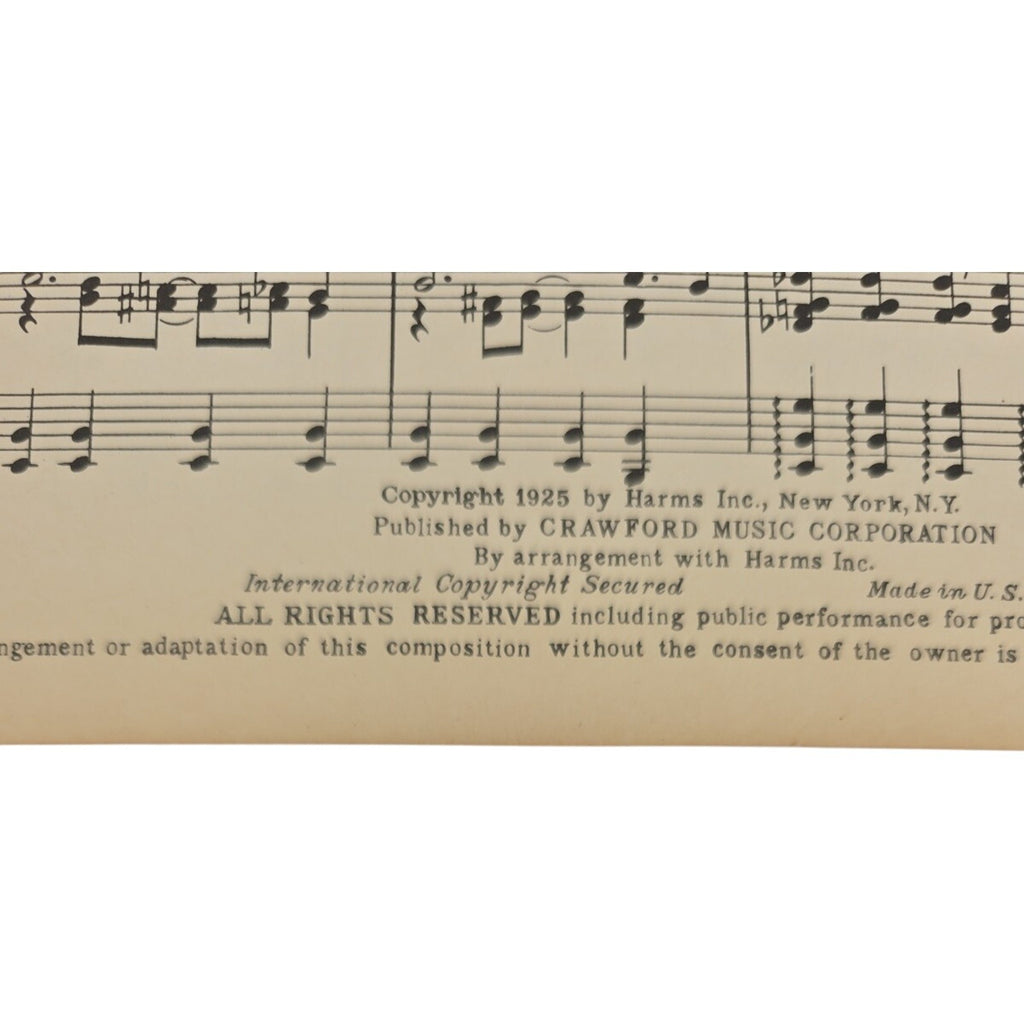 Copyright 1925 by Harms Inc., New York, N.Y.
Published by CRAWFORD MUSIC CORPORATION
By arrangement with Harms Inc.
International Copyright Secured Made in U.S.
ALL RIGHTS RESERVED including public performance for
or adaptation of this composition without the consent of the owner is